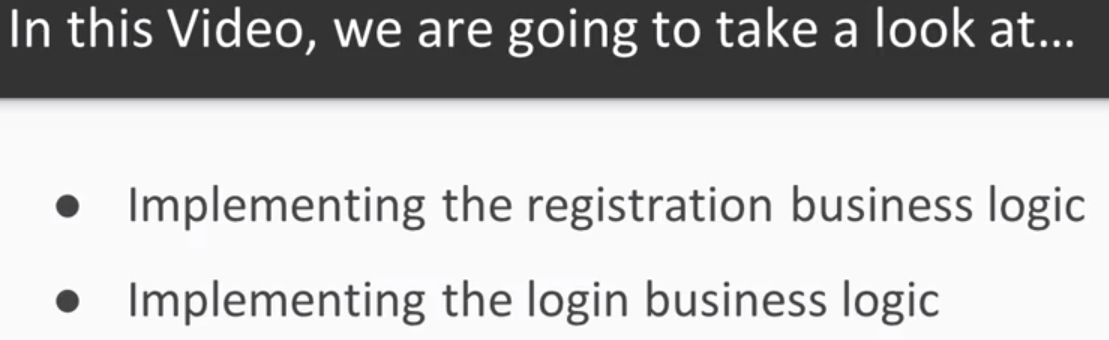 In this Video, we are going to take a look at...
● Implementing the registration business logic
● Implementing the login business logic